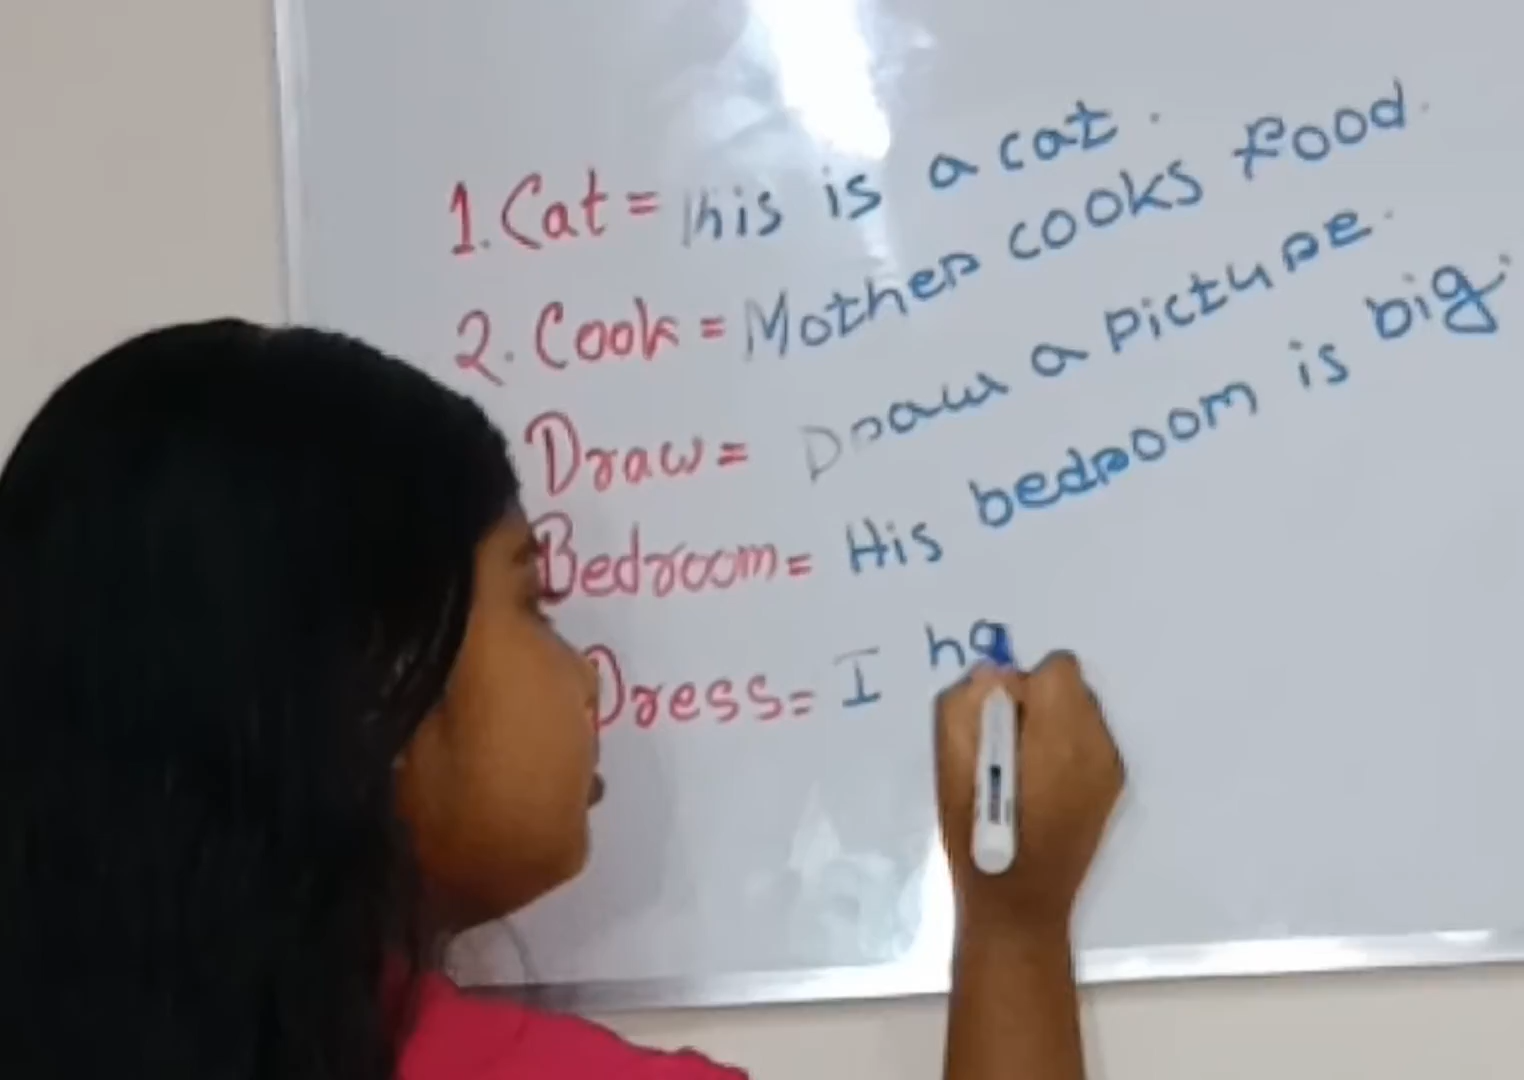 1. Cat = This is a cat.
2. Cook = Mother cooks food.
Draw = Draw a picture.
Bedroom = His bedroom is big.
Dress = I ha